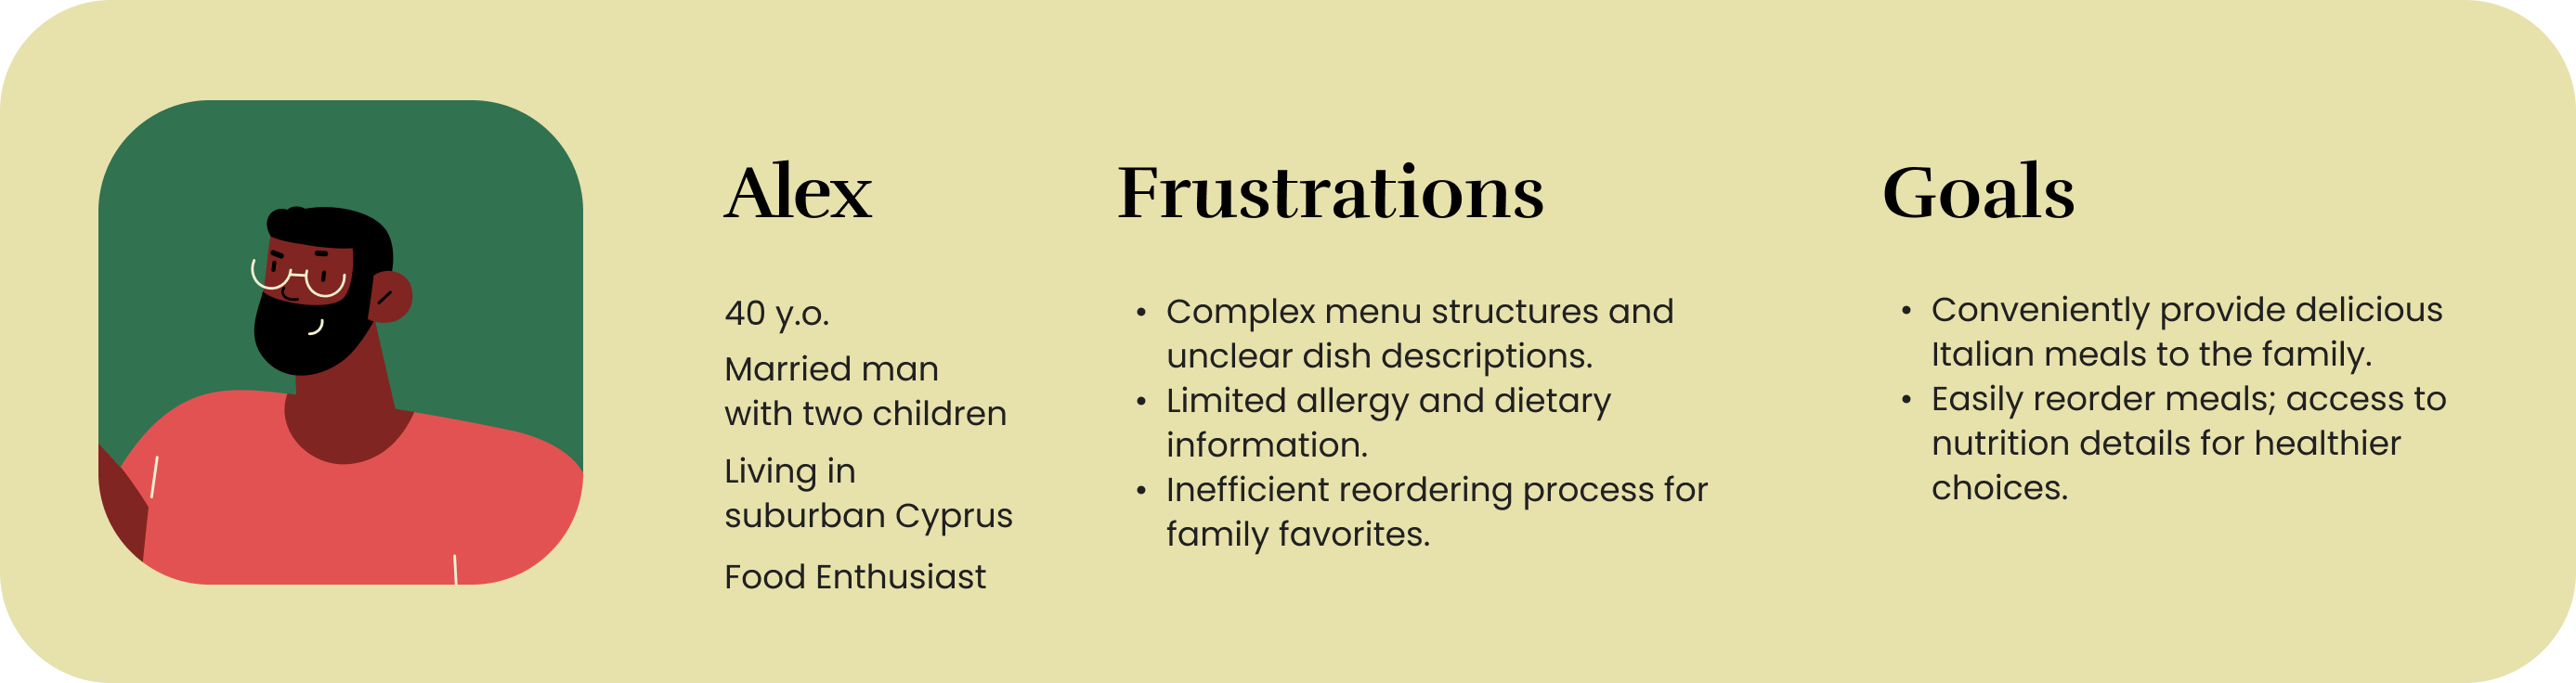 Alex
40 y.o.
Married man
with two children
Living in
suburban Cyprus
Food Enthusiast
Frustrations
• Complex menu structures and
unclear dish descriptions.
• Limited allergy and dietary
information.
• Inefficient reordering process for
family favorites.
Goals
• Conveniently provide delicious
Italian meals to the family.
• Easily reorder meals; access to
nutrition details for healthier
choices.